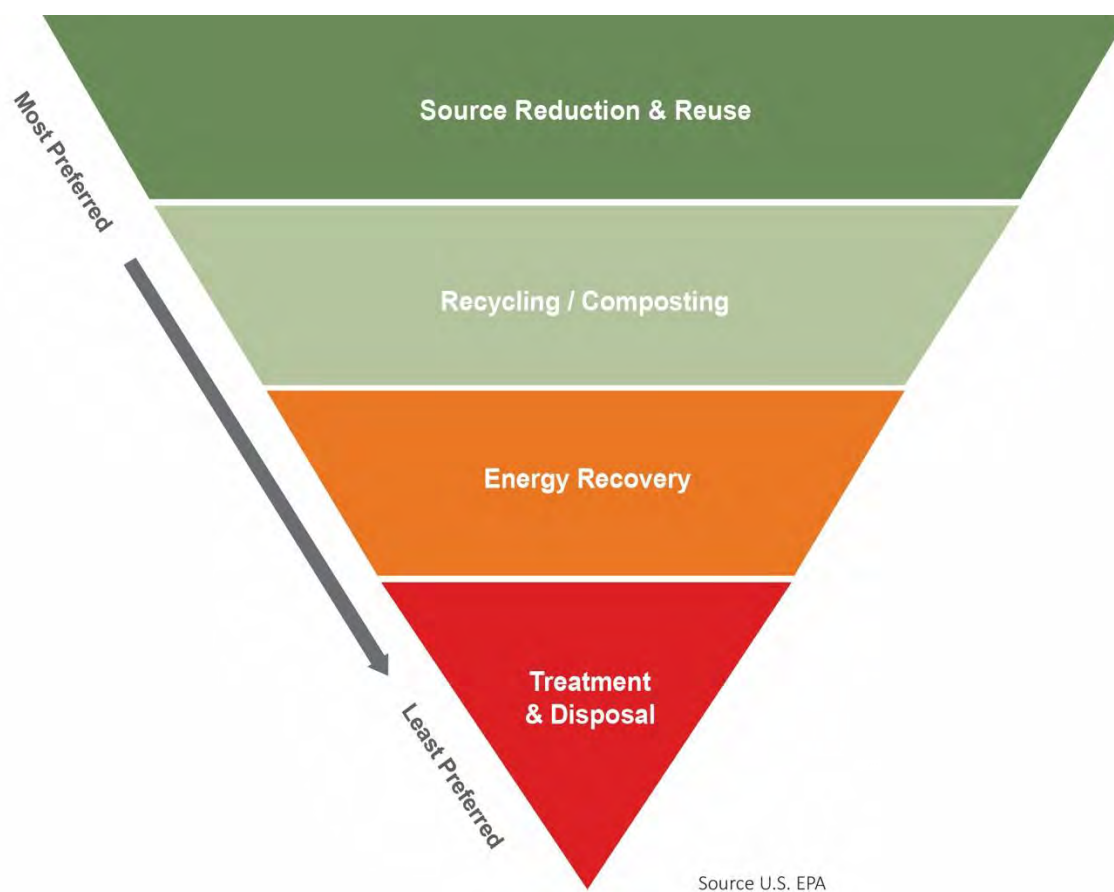 Source Reduction & Reuse
Most Preferred
Recycling / Composting
Energy Recovery
Treatment
& Disposal
Least Preferred
Source U.S. EPA